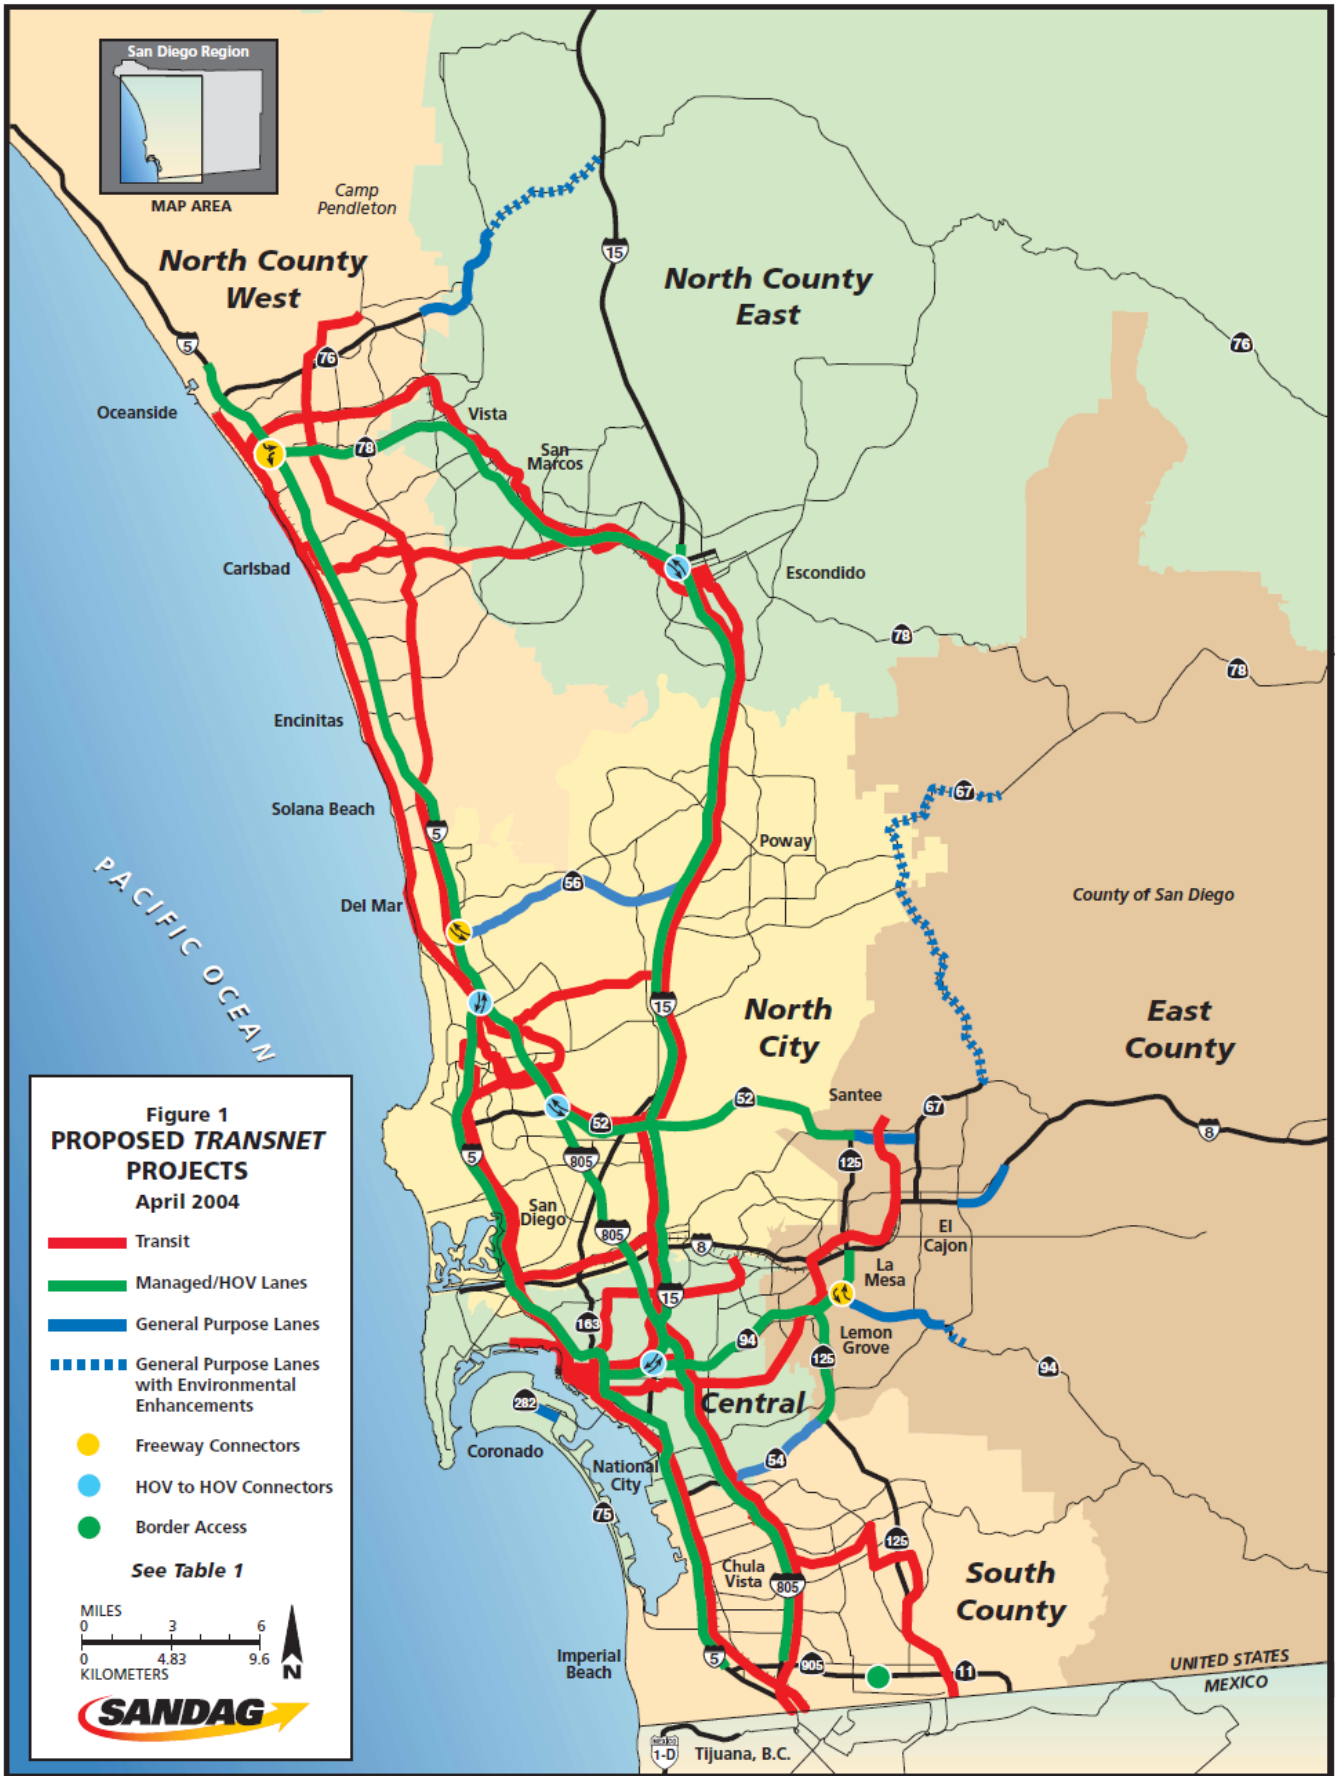 San Diego Region
MAP AREA
Camp
Pendleton
North County
West
15
North County
East
5
76
76
Oceanside
Vista
78
San
Marcos
Carlsbad
Escondido
78
78
Encinitas
67
Solana Beach
5
Poway
56
County of San Diego
Del Mar
PACIFIC OCEAN
15
North
City
East
County
52
Santee
67
52
8
5
805
125
San
Diego
805
8
El
Cajon
La
Mesa
15
163
94
Lemon
Grove
125
94
282
Central
Coronado
54
National
City
75
125
Chula
Vista
805
South
County
Imperial
Beach
5
905
11
UNITED STATES
MEXICO
MEXICO
1-D
Tijuana, B.C.
Figure 1
PROPOSED TRANSNET
PROJECTS
April 2004
Transit
Managed/HOV Lanes
General Purpose Lanes
General Purpose Lanes
with Environmental
Enhancements
Freeway Connectors
HOV to HOV Connectors
Border Access
See Table 1
MILES
0 3 6
0 4.83 9.6
KILOMETERS
N
SANDAG